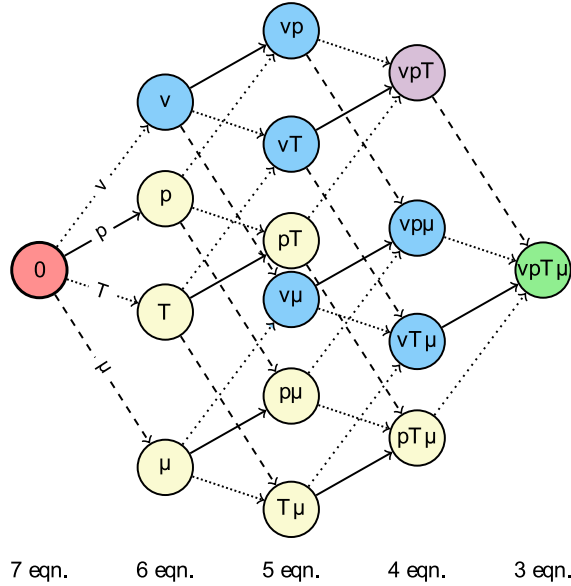 vp
vpT
v
vT
v
p
pT
p
vpμ
0
vμ
vpTμ
T
T
vTμ
μ
pμ
pTμ
μ
Tμ
7 eqn. 6 eqn. 5 eqn. 4 eqn. 3 eqn.